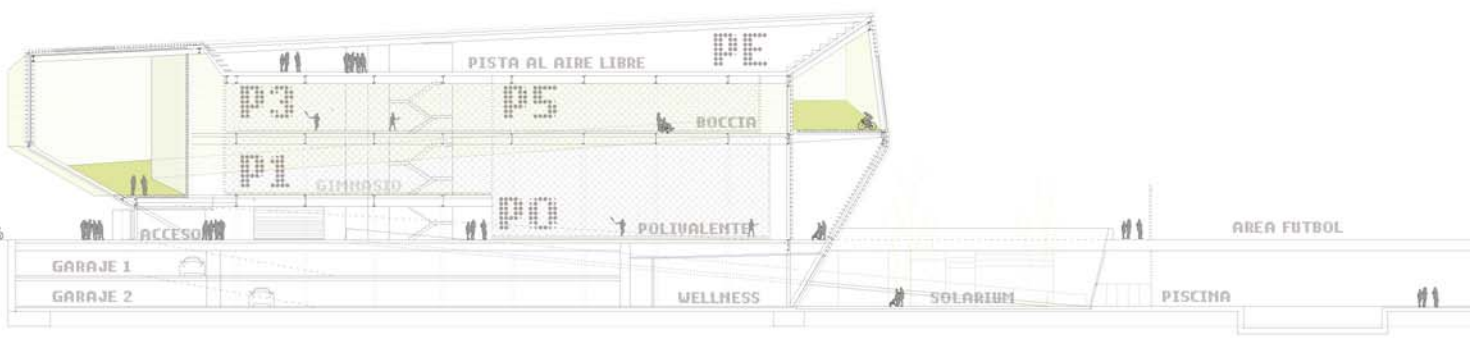 PE
PISTA AL AIRE LIBRE
P3
P5
BOCCIA
P1
GIMNASIO
P0
POLIVALENTE
ACCESO
AREA FUTBOL
GARAJE 1
GARAJE 2
WELLNESS
SOLARIUM
PISCINA